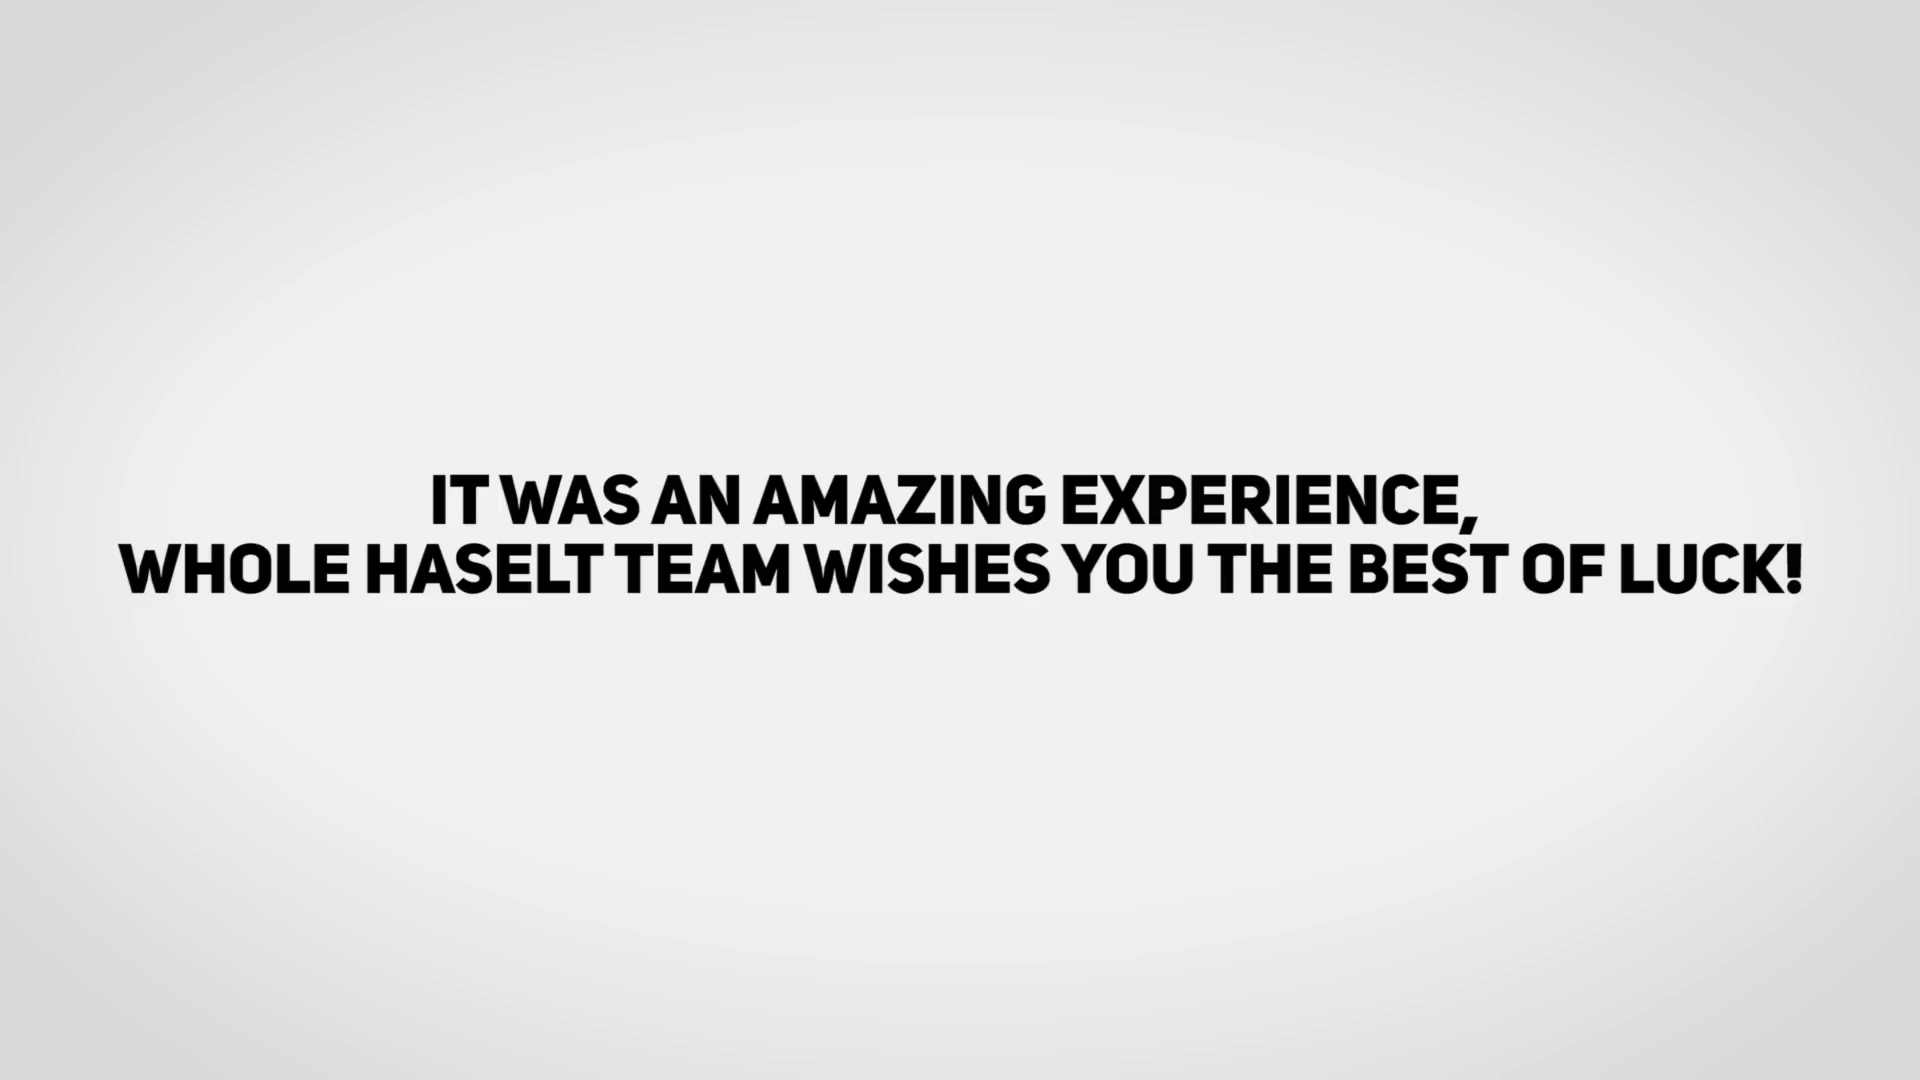 IT WAS AN AMAZING EXPERIENCE,
WHOLE HASELT TEAM WISHES YOU THE BEST OF LUCK!